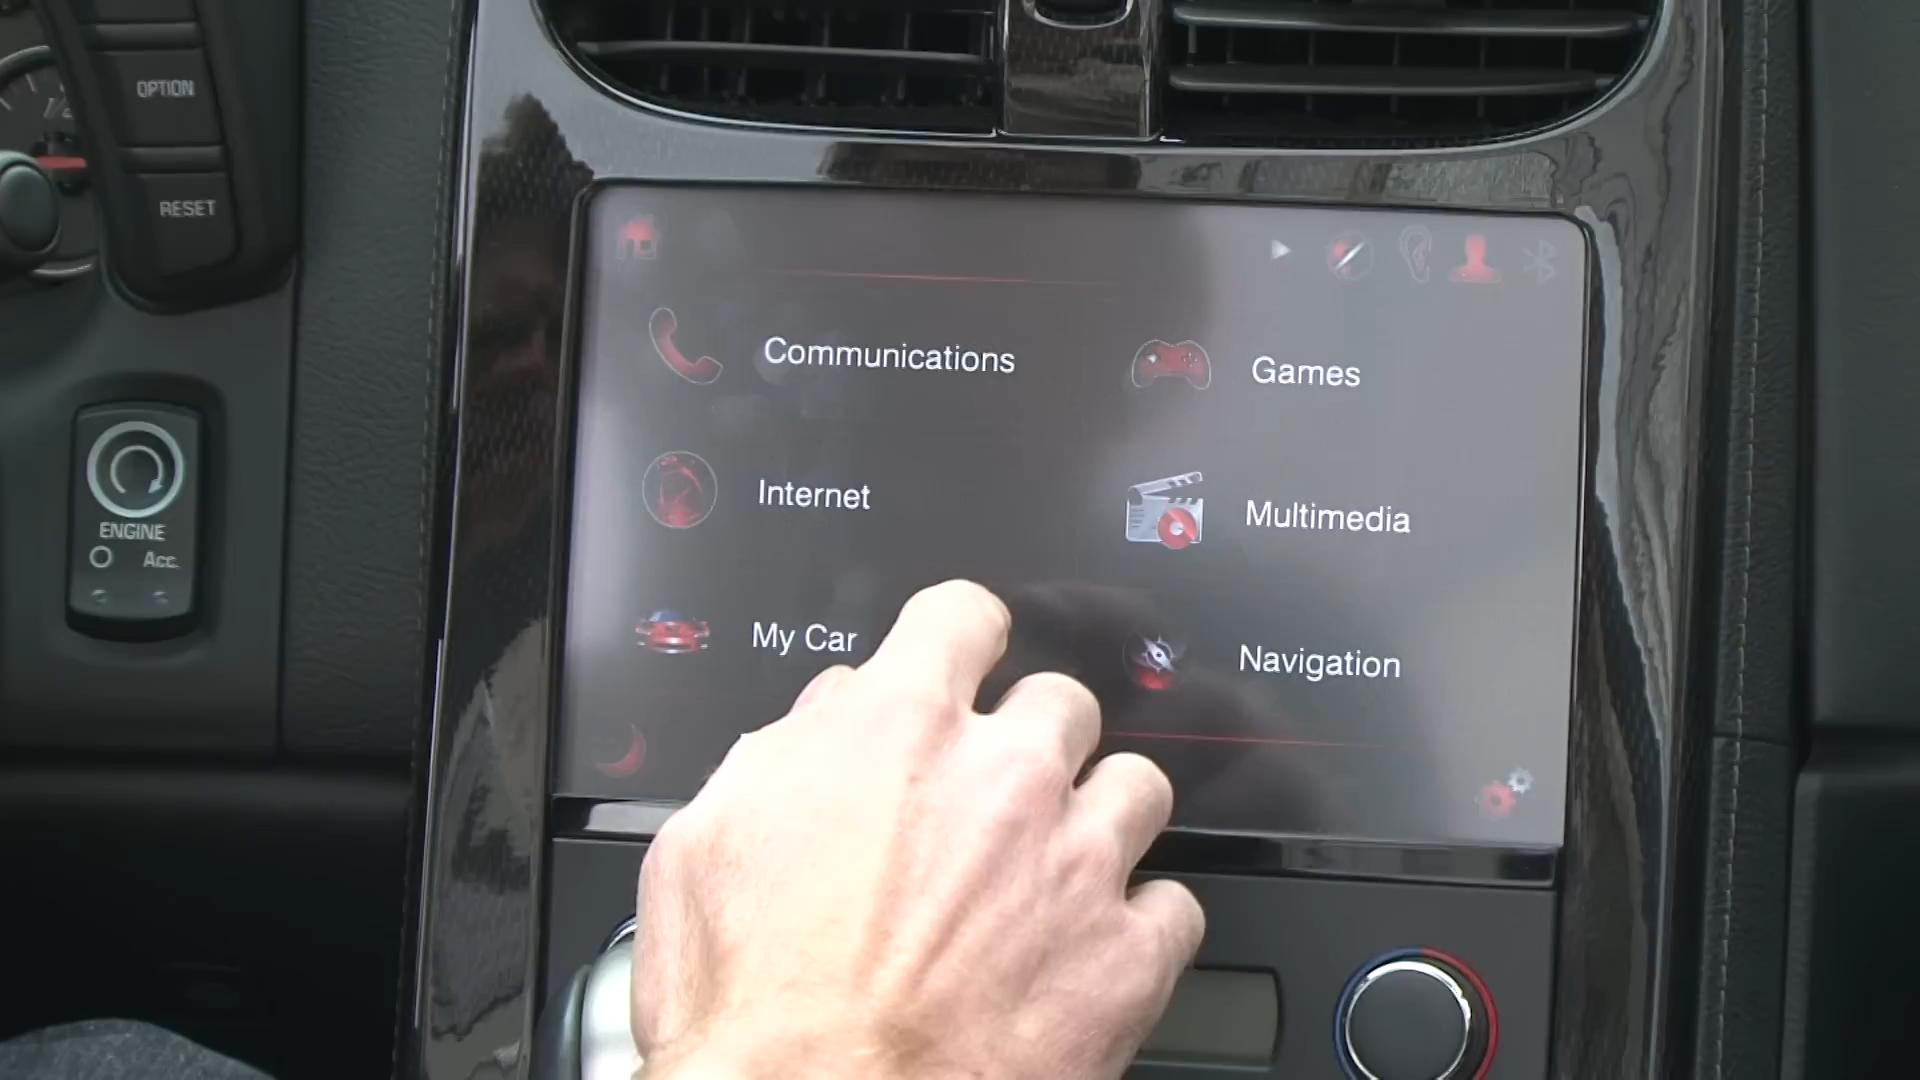 OPTION
RESET
ENGINE
Acc.
Communications
Games
Internet
Multimedia
My Car
Navigation